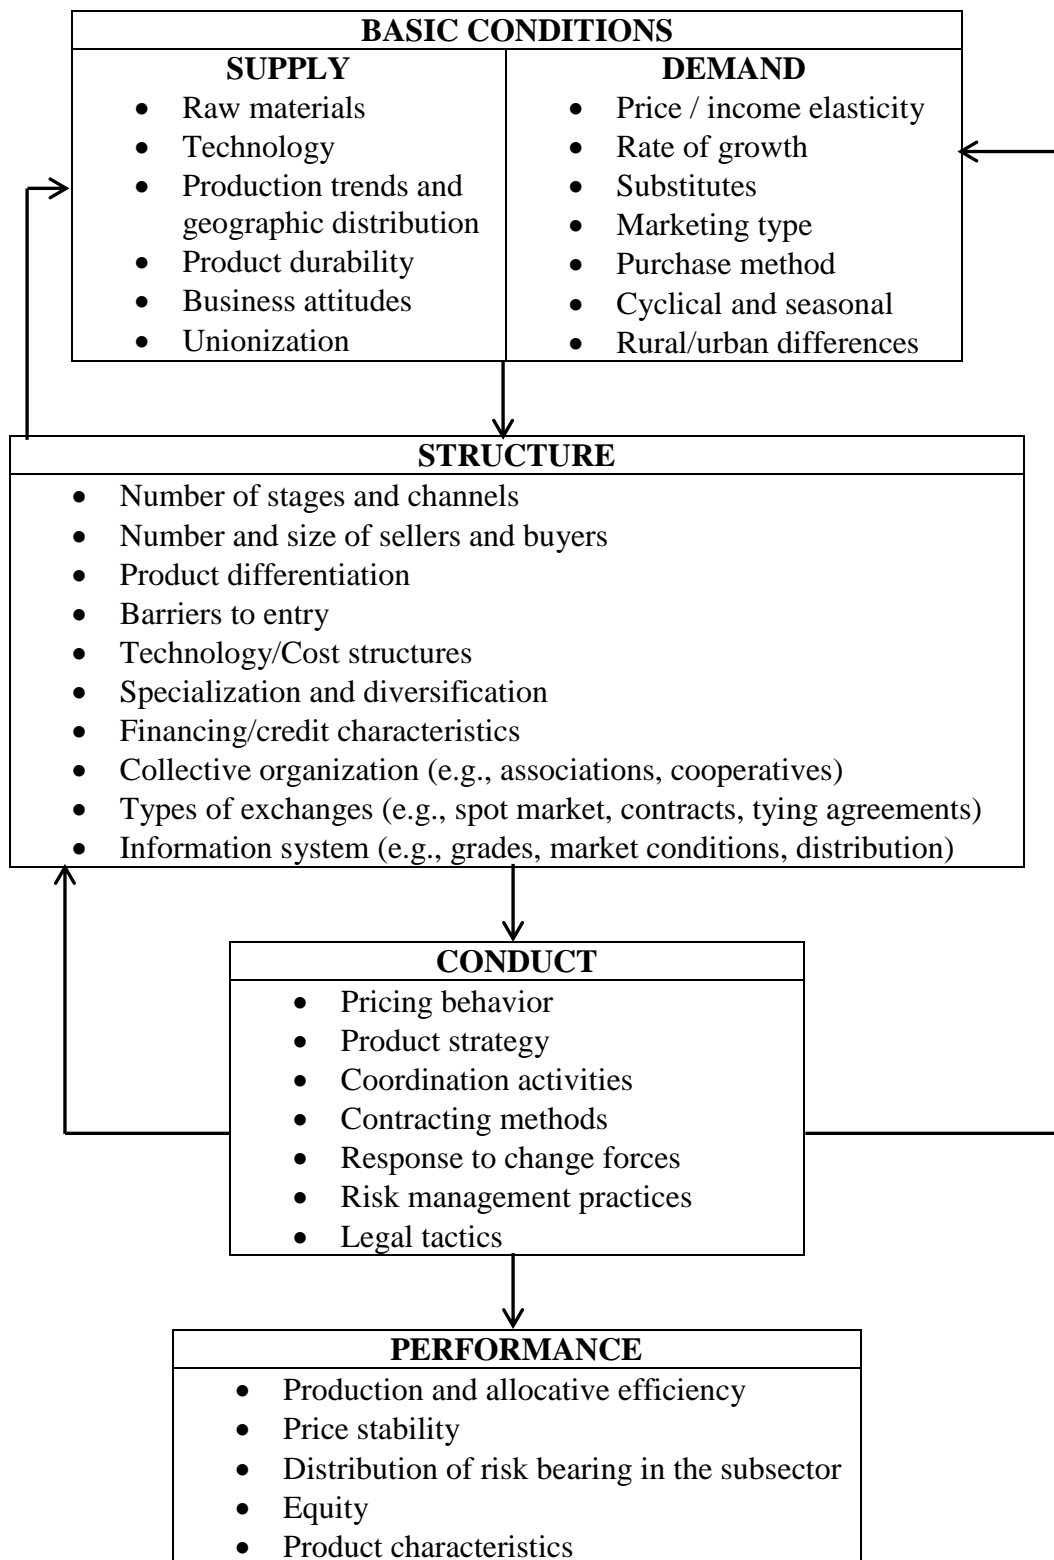 BASIC CONDITIONS
SUPPLY
• Raw materials
• Technology
• Production trends and
geographic distribution
• Product durability
• Business attitudes
• Unionization
DEMAND
• Price / income elasticity
• Rate of growth
• Substitutes
• Marketing type
• Purchase method
• Cyclical and seasonal
• Rural/urban differences
STRUCTURE
• Number of stages and channels
• Number and size of sellers and buyers
• Product differentiation
• Barriers to entry
• Technology/Cost structures
• Specialization and diversification
• Financing/credit characteristics
• Collective organization (e.g., associations, cooperatives)
• Types of exchanges (e.g., spot market, contracts, tying agreements)
• Information system (e.g., grades, market conditions, distribution)
CONDUCT
• Pricing behavior
• Product strategy
• Coordination activities
• Contracting methods
• Response to change forces
• Risk management practices
• Legal tactics
PERFORMANCE
• Production and allocative efficiency
• Price stability
• Distribution of risk bearing in the subsector
• Equity
• Product characteristics